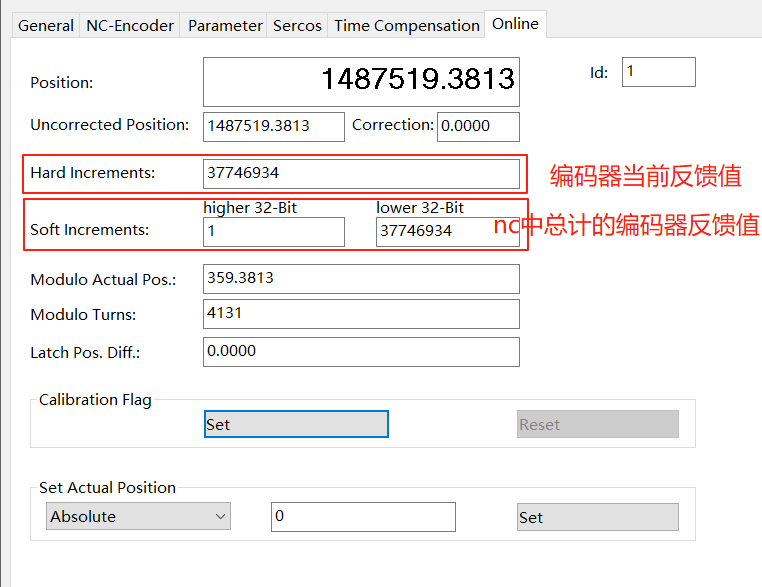 General NC-Encoder Parameter Sercos Time Compensation Online
Position: 1487519.3813 Id: 1
Uncorrected Position: 1487519.3813 Correction: 0.0000
Hard Increments: 37746934 编码器当前反馈值
higher 32-Bit lower 32-Bit
Soft Increments: 1 37746934 nc中总计的编码器反馈值
Modulo Actual Pos.: 359.3813
Modulo Turns: 4131
Latch Pos. Diff.: 0.0000
Calibration Flag
Set Reset
Set Actual Position
Absolute 0 Set